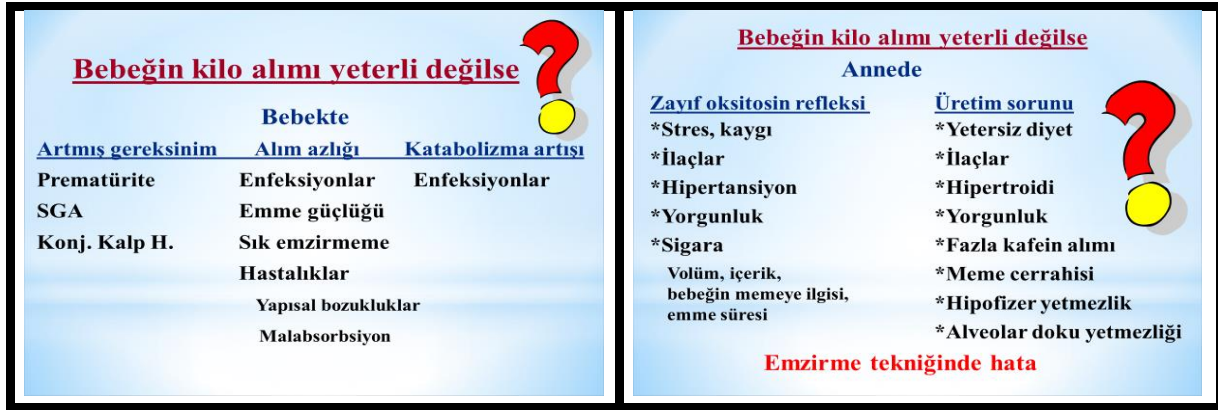 Bebeğin kilo alımı yeterli değilse
Bebekte
Artmış gereksinim Alım azlığı Katabolizma artışı
Prematürite Enfeksiyonlar Enfeksiyonlar
SGA Emme güçlüğü
Konj. Kalp H. Sık emzirmeme
Hastalıklar
Yapısal bozukluklar
Malabsorbsiyon
Bebeğin kilo alımı yeterli değilse
Annede
Zayıf oksitosin refleksi
*Stres, kaygı
*İlaçlar
*Hipertansiyon
*Yorgunluk
*Sigara
Volüm, içerik,
bebeğin memeye ilgisi,
emme süresi
Üretim sorunu
*Yetersiz diyet
*İlaçlar
*Hipertroidi
*Yorgunluk
*Fazla kafein alımı
*Meme cerrahisi
*Hipofizer yetmezlik
*Alveolar doku yetmezliği
Emzirme tekniğinde hata